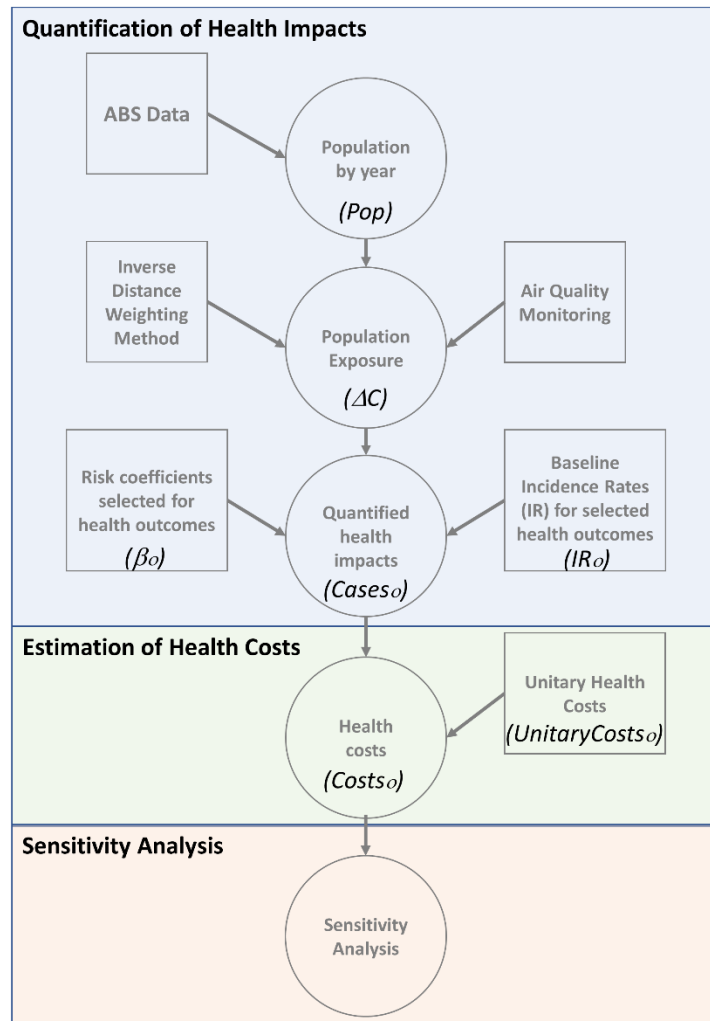 Quantification of Health Impacts
ABS Data
Population
by year
(Pop)
Inverse
Distance
Weighting
Method
Population
Exposure
(ΔC)
Air Quality
Monitoring
Risk coefficients
selected for
health outcomes
(βo)
Quantified
health
impacts
(Caseso)
Baseline
Incidence Rates
(IR) for selected
health outcomes
(IRo)
Estimation of Health Costs
Health
costs
(Costso)
Unitary Health
Costs
(UnitaryCostso)
Sensitivity Analysis
Sensitivity
Analysis